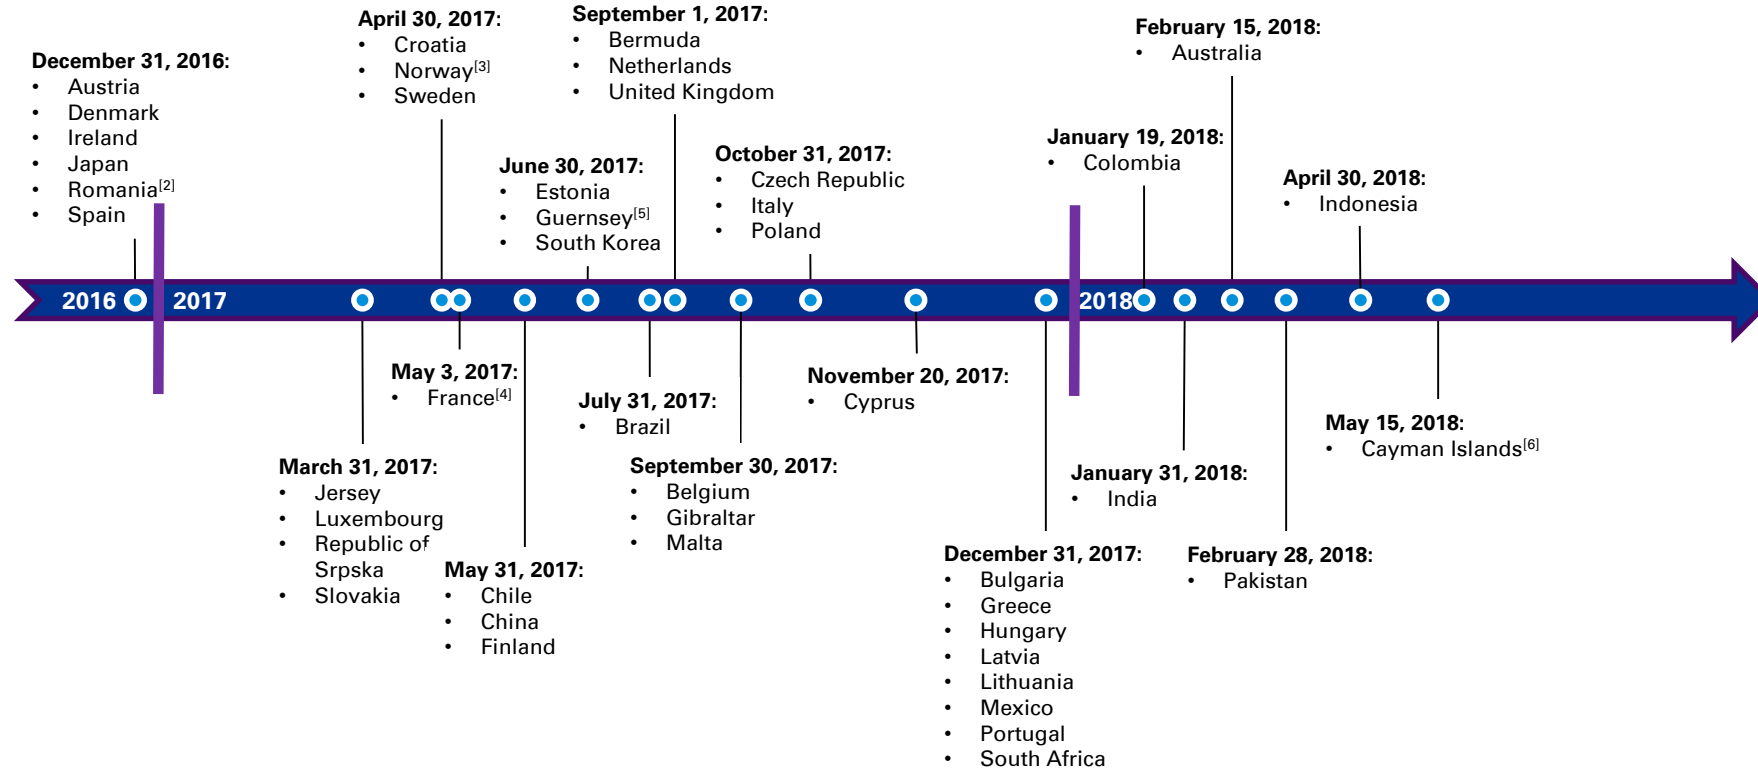 December 31, 2016:
• Austria
• Denmark
• Ireland
• Japan
• Romania[2]
• Spain
April 30, 2017:
• Croatia
• Norway[3]
• Sweden
September 1, 2017:
• Bermuda
• Netherlands
• United Kingdom
June 30, 2017:
• Estonia
• Guernsey[5]
• South Korea
October 31, 2017:
• Czech Republic
• Italy
• Poland
February 15, 2018:
• Australia
January 19, 2018:
• Colombia
April 30, 2018:
• Indonesia
2016
2017
2018
March 31, 2017:
• Jersey
• Luxembourg
• Republic of
Srpska
• Slovakia
May 3, 2017:
• France[4]
May 31, 2017:
• Chile
• China
• Finland
July 31, 2017:
• Brazil
September 30, 2017:
• Belgium
• Gibraltar
• Malta
November 20, 2017:
• Cyprus
December 31, 2017:
• Bulgaria
• Greece
• Hungary
• Latvia
• Lithuania
• Mexico
• Portugal
• South Africa
January 31, 2018:
• India
February 28, 2018:
• Pakistan
May 15, 2018:
• Cayman Islands[6]